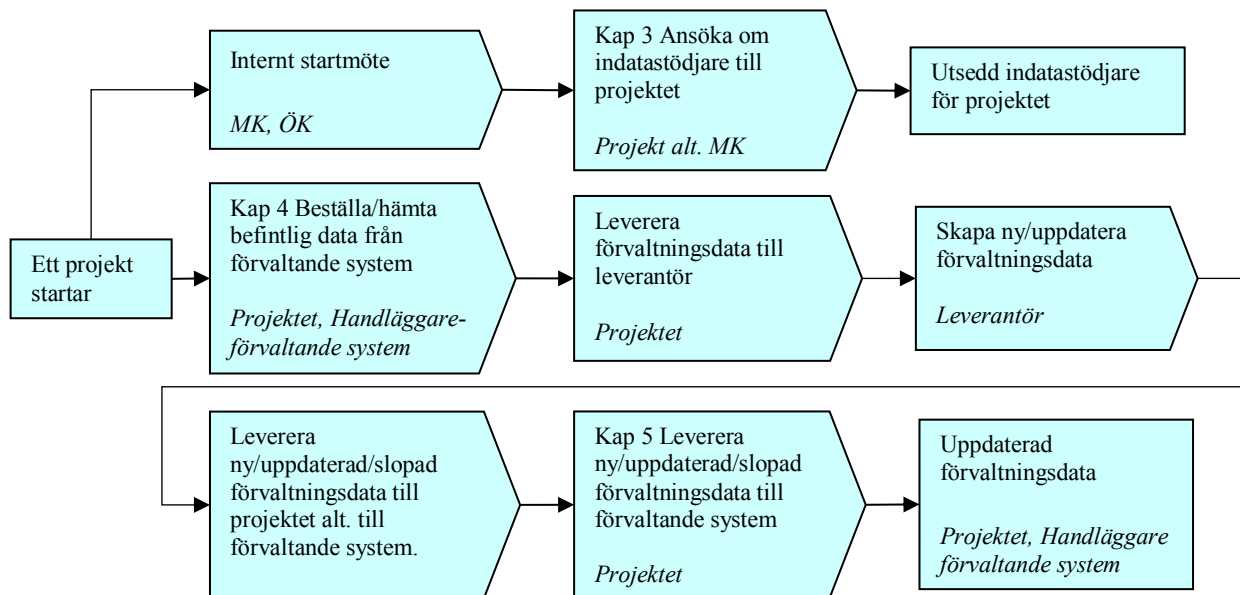 Internt startmöte
MK, ÖK
Kap 3 Ansöka om
indatastödjare till
projektet
Projekt alt. MK
Utsedd indatastödjare
för projektet
Ett projekt
startar
Kap 4 Beställa/hämta
befintlig data från
förvaltande system
Projektet, Handläggare-
förvaltande system
Leverera
förvaltningsdata till
leverantör
Projektet
Skapa ny/uppdatera
förvaltningsdata
Leverantör
Leverera
ny/uppdaterad/slopad
förvaltningsdata till
projektet alt. till
förvaltande system.
Kap 5 Leverera
ny/uppdaterad/slopad
förvaltningsdata till
förvaltande system
Projektet
Uppdaterad
förvaltningsdata
Projektet, Handläggare
förvaltande system